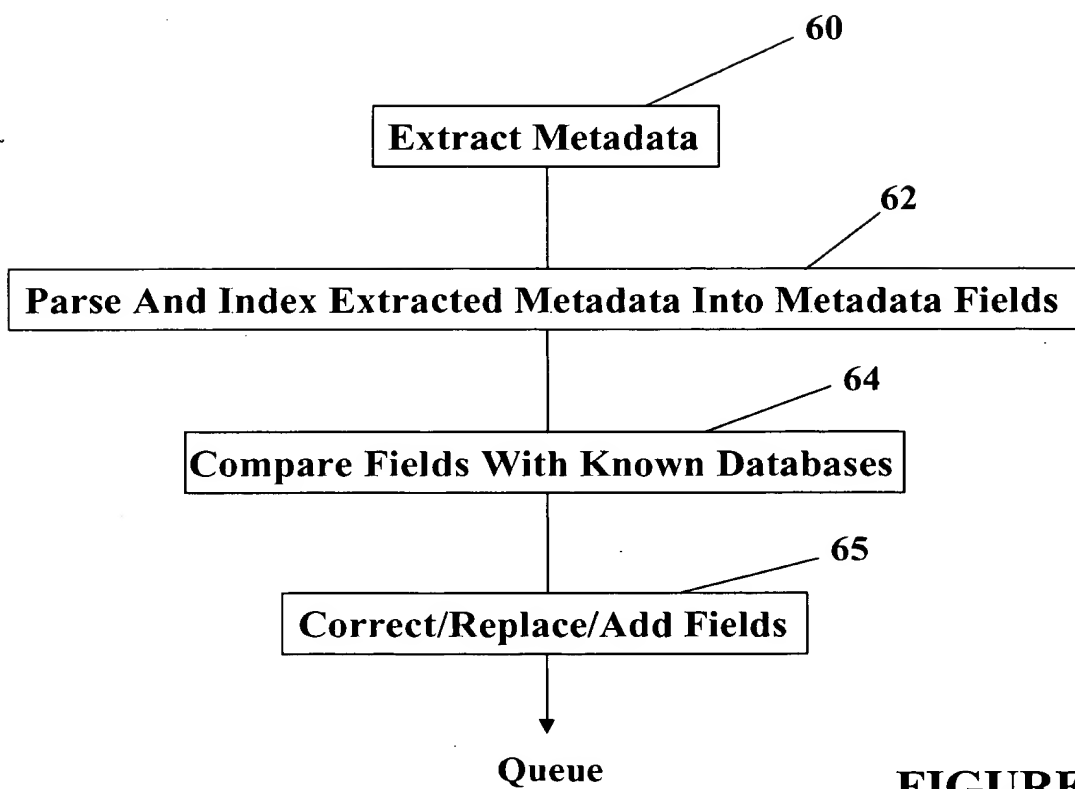 60
Extract Metadata
62
Parse And Index Extracted Metadata Into Metadata Fields
64
Compare Fields With Known Databases
65
Correct/Replace/Add Fields
Queue
FIGURE